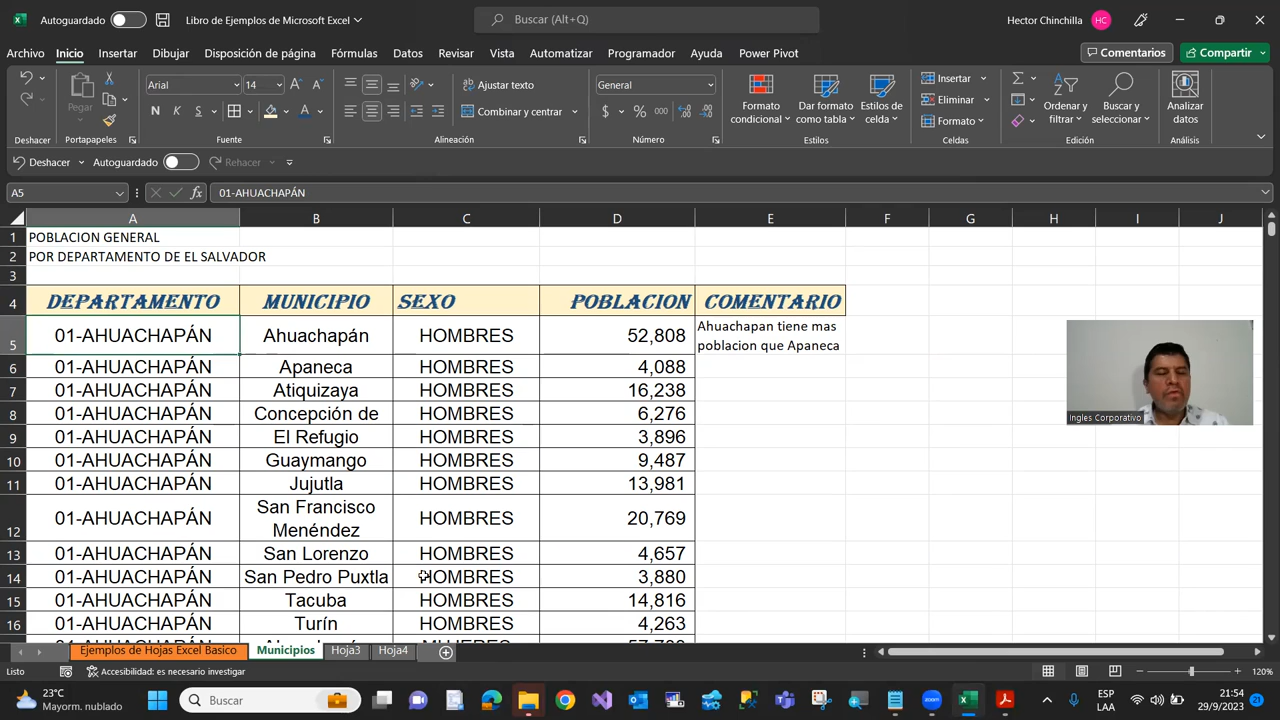 Autoguardado
Libro de Ejemplos de Microsoft Excel
Buscar (Alt+Q)
Hector Chinchilla
HC
Archivo Inicio Insertar Dibujar Disposición de página Fórmulas Datos Revisar Vista Automatizar Programador Ayuda Power Pivot
Comentarios
Compartir
Pegar
Arial 14
N K S
Ajustar texto
Combinar y centrar
General
$ % 000
Formato condicional
Dar formato como tabla
Estilos de celda
Insertar
Eliminar
Formato
Ordenar y filtrar
Buscar y seleccionar
Analizar datos
Deshacer Portapapeles Fuente Alineación Número Estilos Celdas Edición Análisis
Deshacer Autoguardado Rehacer
A5 fx 01-AHUACHAPÁN
A B C D E F G H I J
1 POBLACION GENERAL
2 POR DEPARTAMENTO DE EL SALVADOR
3
4 DEPARTAMENTO MUNICIPIO SEXO POBLACION COMENTARIO
5 01-AHUACHAPÁN Ahuachapán HOMBRES 52,808 Ahuachapan tiene mas
poblacion que Apaneca
6 01-AHUACHAPÁN Apaneca HOMBRES 4,088
7 01-AHUACHAPÁN Atiquizaya HOMBRES 16,238
8 01-AHUACHAPÁN Concepción de HOMBRES 6,276
9 01-AHUACHAPÁN El Refugio HOMBRES 3,896
10 01-AHUACHAPÁN Guaymango HOMBRES 9,487
11 01-AHUACHAPÁN Jujutla HOMBRES 13,981
12 01-AHUACHAPÁN San Francisco
Menéndez HOMBRES 20,769
13 01-AHUACHAPÁN San Lorenzo HOMBRES 4,657
14 01-AHUACHAPÁN San Pedro Puxtla HOMBRES 3,880
15 01-AHUACHAPÁN Tacuba HOMBRES 14,816
16 01-AHUACHAPÁN Turín HOMBRES 4,263
Ingles Corporativo
Ejemplos de Hojas Excel Basico Municipios Hoja3 Hoja4
Listo Accesibilidad: es necesario investigar 120%
23°C
Mayorm. nublado
Buscar
ESP
LAA
21:54
29/9/2023
21